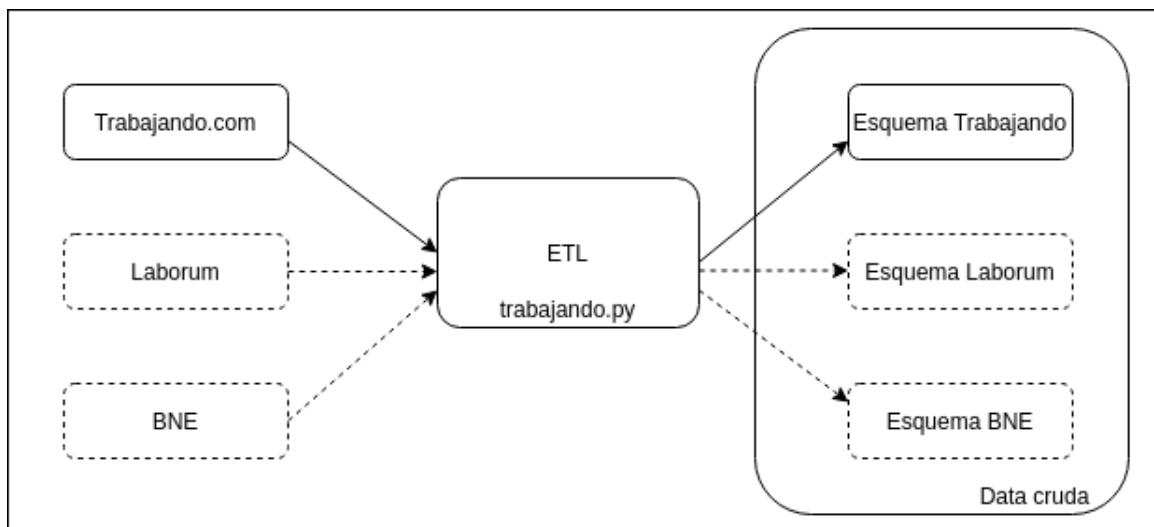 Trabajando.com
Laborum
BNE
ETL
trabajando.py
Esquema Trabajando
Esquema Laborum
Esquema BNE
Data cruda